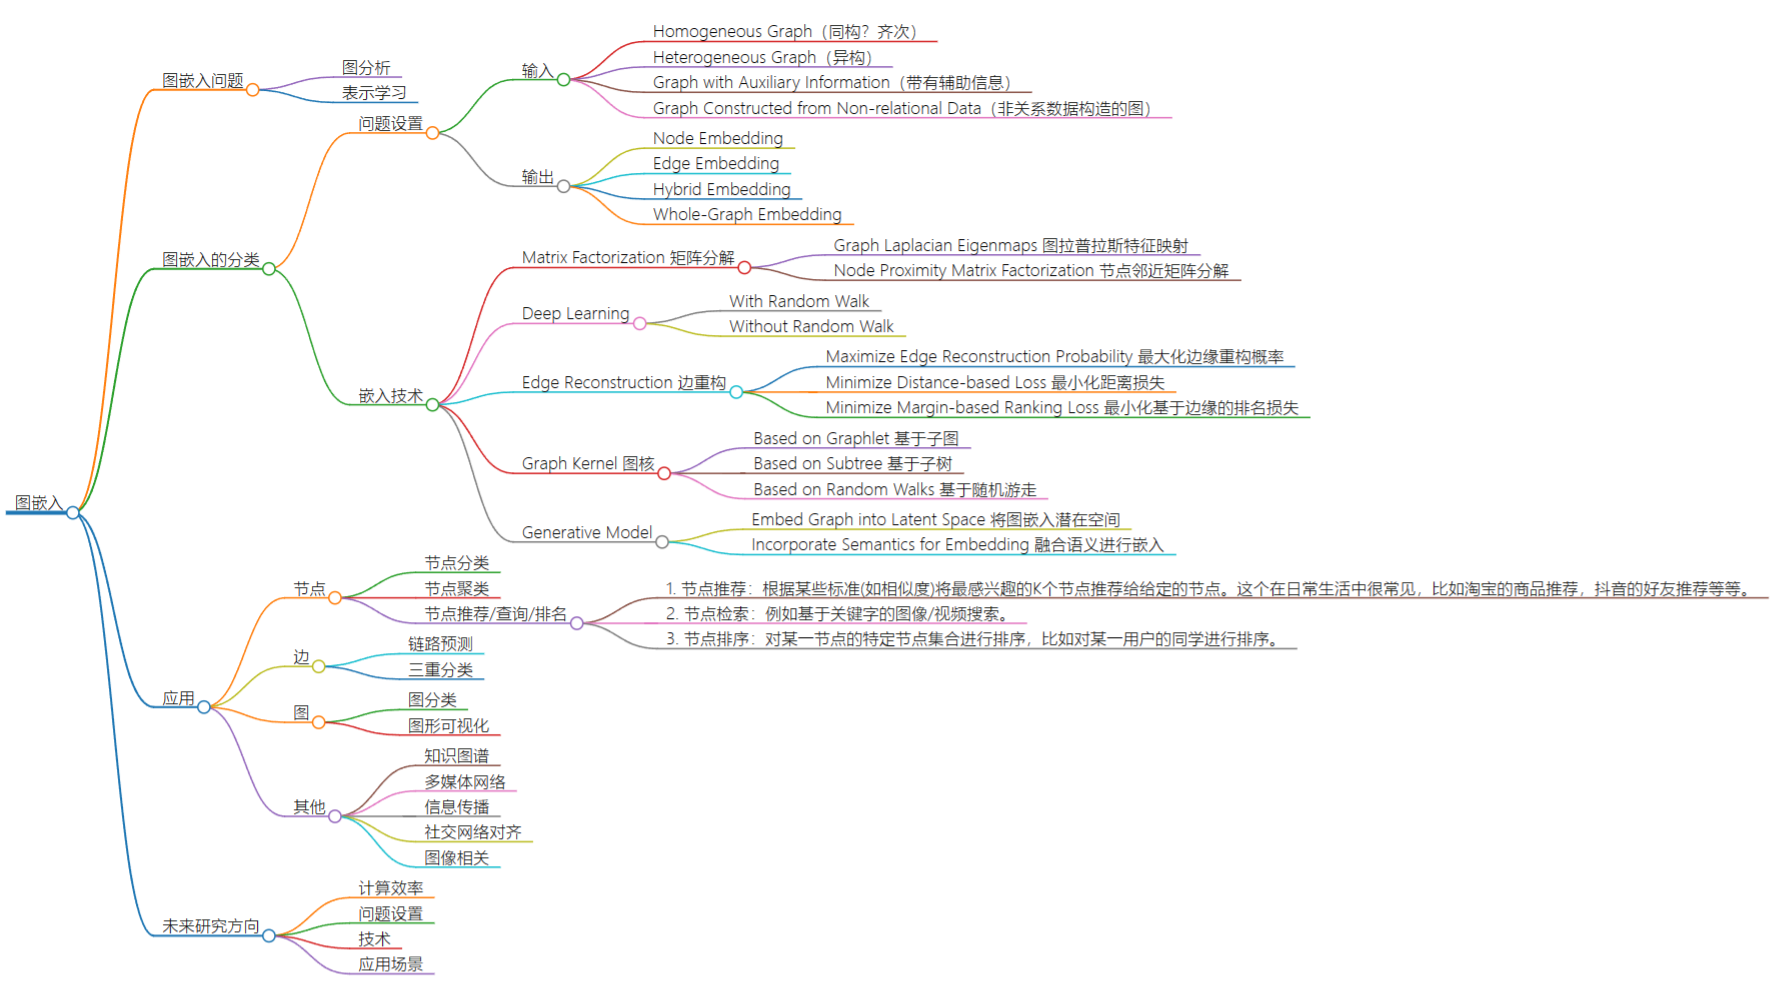 图嵌入
图嵌入问题
图分析
表示学习
图嵌入的分类
问题设置
输入
Homogeneous Graph（同构？齐次）
Heterogeneous Graph（异构）
Graph with Auxiliary Information（带有辅助信息）
Graph Constructed from Non-relational Data（非关系数据构造的图）
输出
Node Embedding
Edge Embedding
Hybrid Embedding
Whole-Graph Embedding
嵌入技术
Matrix Factorization 矩阵分解
Graph Laplacian Eigenmaps 图拉普拉斯特征映射
Node Proximity Matrix Factorization 节点邻近矩阵分解
Deep Learning
With Random Walk
Without Random Walk
Edge Reconstruction 边重构
Maximize Edge Reconstruction Probability 最大化边缘重构概率
Minimize Distance-based Loss 最小化距离损失
Minimize Margin-based Ranking Loss 最小化基于边缘的排名损失
Graph Kernel 图核
Based on Graphlet 基于子图
Based on Subtree 基于子树
Based on Random Walks 基于随机游走
Generative Model
Embed Graph into Latent Space 将图嵌入潜在空间
Incorporate Semantics for Embedding 融合语义进行嵌入
应用
节点
节点分类
节点聚类
节点推荐/查询/排名
1. 节点推荐：根据某些标准(如相似度)将最感兴趣的K个节点推荐给给定的节点。这个在日常生活中很常见，比如淘宝的商品推荐，抖音的好友推荐等等。
2. 节点检索：例如基于关键字的图像/视频搜索。
3. 节点排序：对某一节点的特定节点集合进行排序，比如对某一用户的同学进行排序。
边
链路预测
三重分类
图
图分类
图形可视化
其他
知识图谱
多媒体网络
信息传播
社交网络对齐
图像相关
未来研究方向
计算效率
问题设置
技术
应用场景